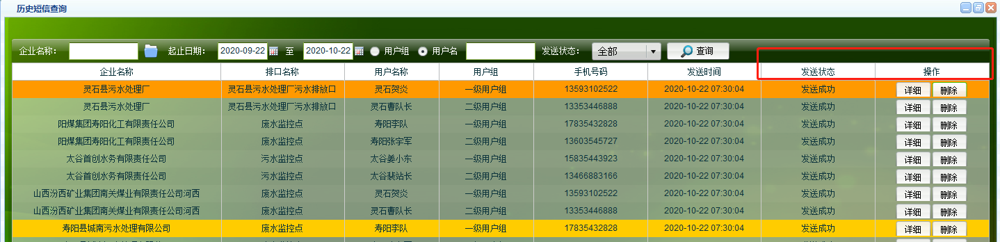 历史短信查询
企业名称： 起止日期： 2020-09-22 至 2020-10-22 用户组 用户名 发送状态： 全部 查询
企业名称 排口名称 用户名称 用户组 手机号码 发送时间 发送状态 操作
灵石县污水处理厂 灵石县污水处理厂污水排放口 灵石贺炎 一级用户组 13593102522 2020-10-22 07:30:04 发送成功 详细 删除
灵石县污水处理厂 灵石县污水处理厂污水排放口 灵石曹队长 二级用户组 13353446888 2020-10-22 07:30:04 发送成功 详细 删除
阳煤集团寿阳化工有限责任公司 废水监控点 寿阳李队 一级用户组 17835432828 2020-10-22 07:30:04 发送成功 详细 删除
阳煤集团寿阳化工有限责任公司 废水监控点 寿阳张宇军 二级用户组 13603545727 2020-10-22 07:30:04 发送成功 详细 删除
太谷首创水务有限责任公司 污水监控点 太谷姜小东 一级用户组 15835443923 2020-10-22 07:30:04 发送成功 详细 删除
太谷首创水务有限责任公司 污水监控点 太谷裴站长 二级用户组 13466883166 2020-10-22 07:30:04 发送成功 详细 删除
山西汾西矿业集团南关煤业有限责任公司河西 废水监控点 灵石贺炎 一级用户组 13593102522 2020-10-22 07:30:04 发送成功 详细 删除
山西汾西矿业集团南关煤业有限责任公司河西 废水监控点 灵石曹队长 二级用户组 13353446888 2020-10-22 07:30:04 发送成功 详细 删除
寿阳县城南污水处理有限公司 废水监控点 寿阳李队 一级用户组 17835432828 2020-10-22 07:30:04 发送成功 详细 删除